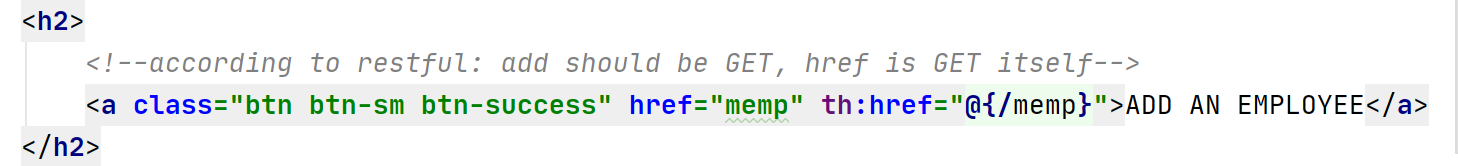 <h2>
<!--according to restful: add should be GET, href is GET itself-->
<a class="btn btn-sm btn-success" href="memp" th:href="@{/memp}">ADD AN EMPLOYEE</a>
</h2>